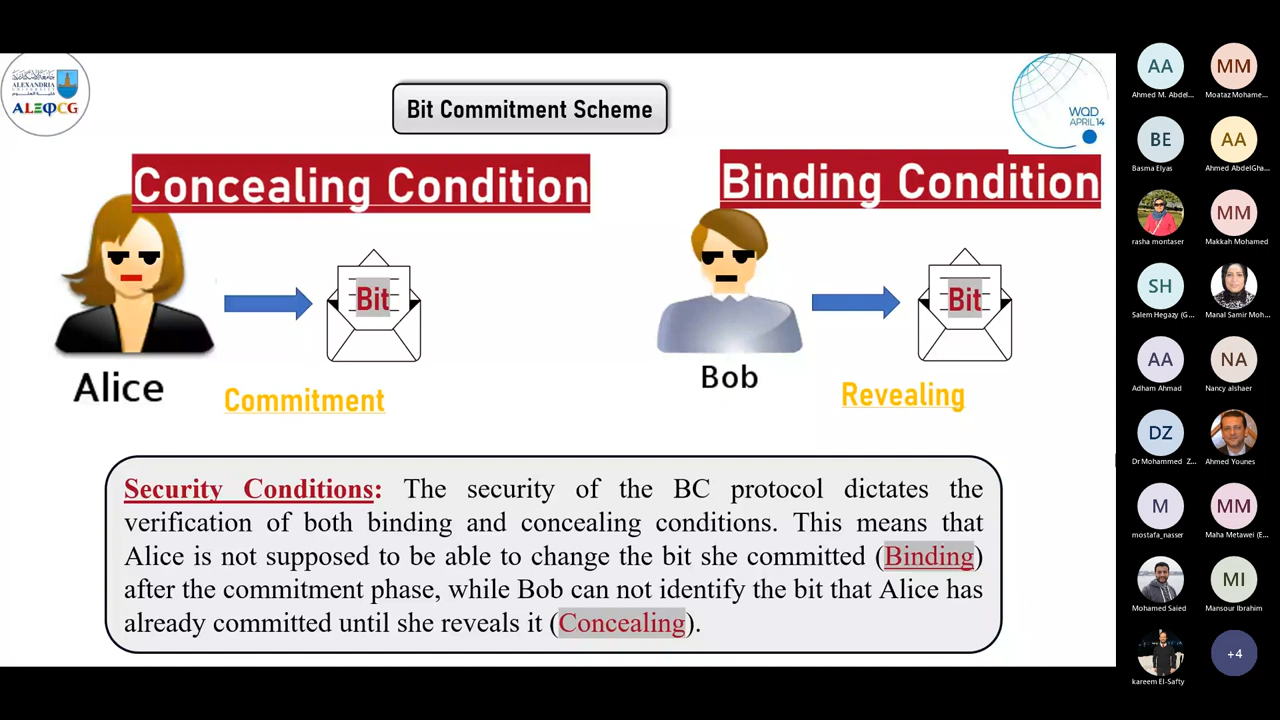 ALEXANDRIA
UNIVERSITY
Bit Commitment Scheme
WQD
APRIL 14
Concealing Condition
Binding Condition
Bit
Bit
Alice
Commitment
Bob
Revealing
Security Conditions: The security of the BC protocol dictates the
verification of both binding and concealing conditions. This means that
Alice is not supposed to be able to change the bit she committed (Binding)
after the commitment phase, while Bob can not identify the bit that Alice has
already committed until she reveals it (Concealing).
AA
MM
Ahmed M. Abdel...
Moataz Mohame...
BE
AA
Basma Elyas
Ahmed AbdelGha...
MM
rasha montaser
Makkah Mohamed
SH
Salem Hegazy (G...
Manal Samir Moh...
AA
NA
Adham Ahmad
Nancy alshaer
DZ
Dr Mohammed Z...
Ahmed Younes
M
MM
mostafa_nasser
Maha Metawei (E...
MI
Mohamed Saied
Mansour Ibrahim
+4
kareem El-Safty